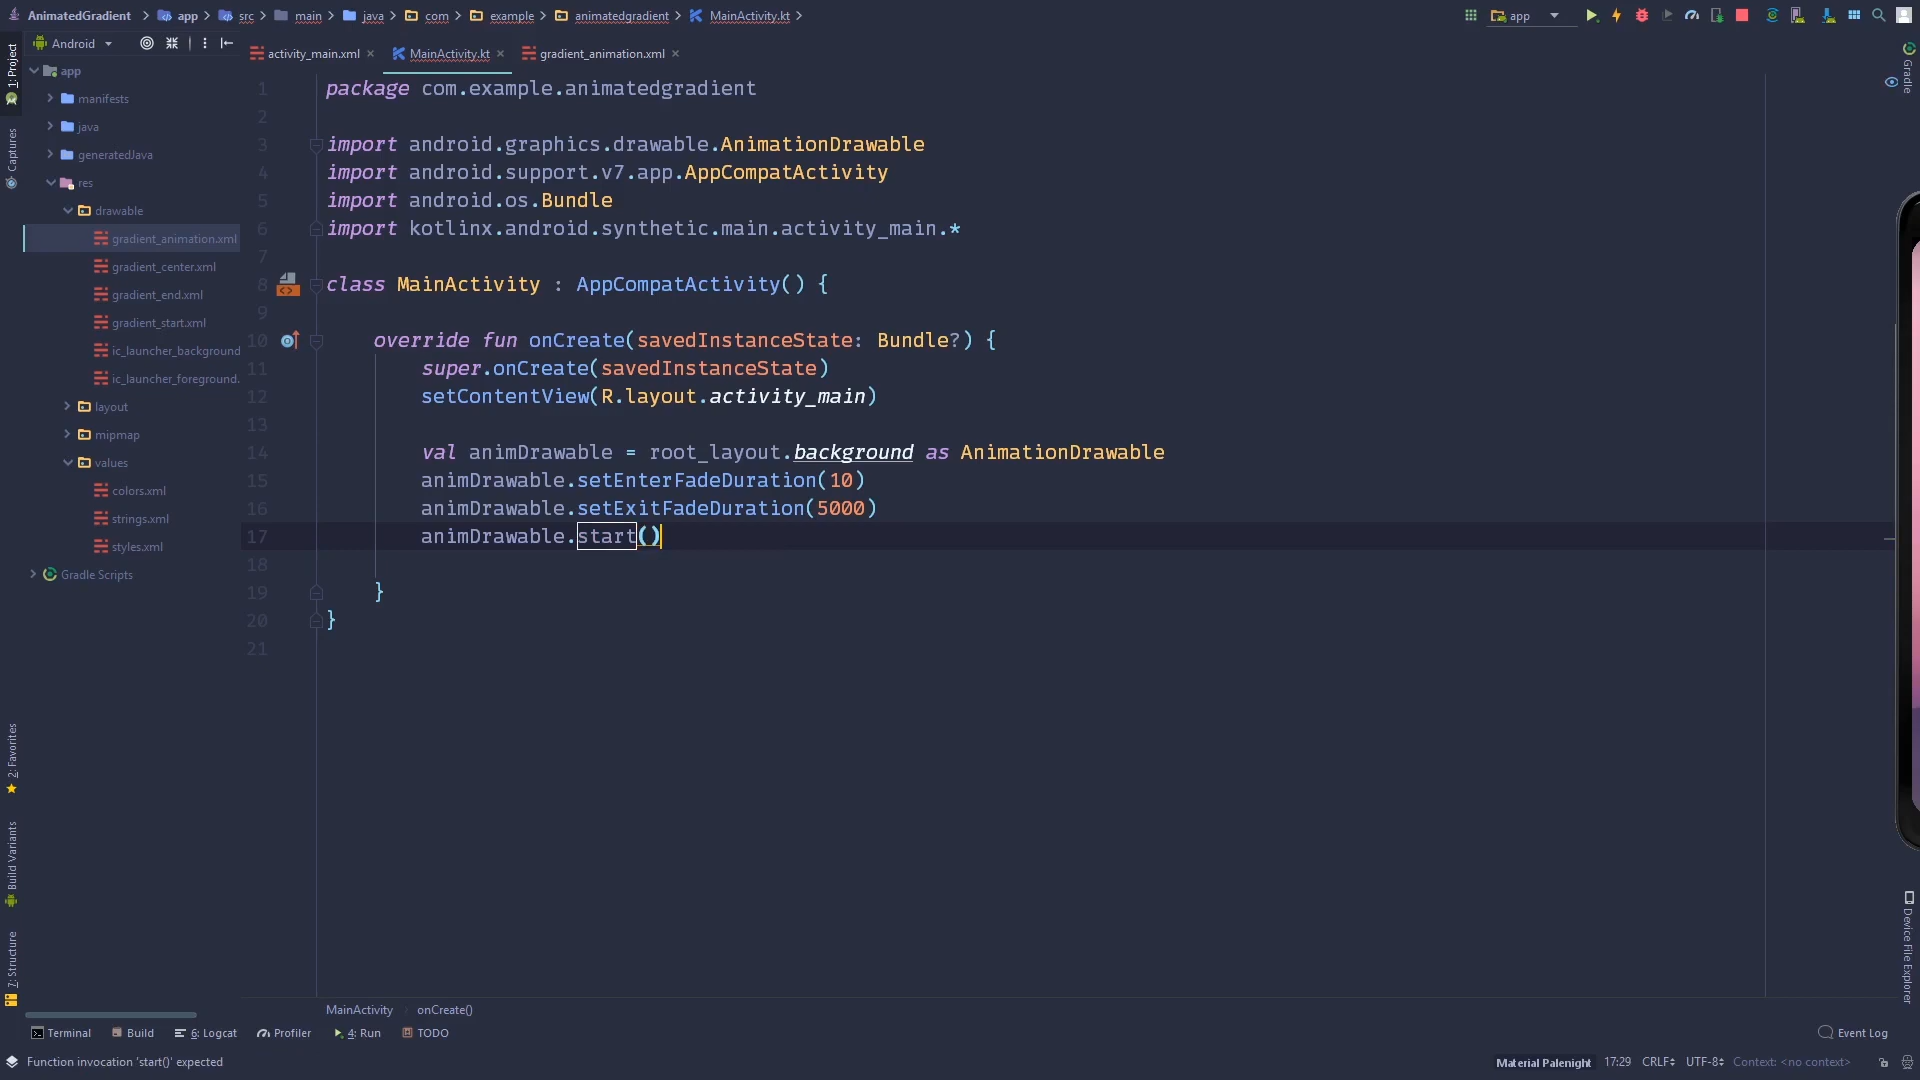 AnimatedGradient app src main java com example animatedgradient MainActivity.kt app
Android
activity_main.xml MainActivity.kt gradient_animation.xml
1: Project
Captures
2: Favorites
Build Variants
7: Structure
app
manifests
java
generatedJava
res
drawable
gradient_animation.xml
gradient_center.xml
gradient_end.xml
gradient_start.xml
ic_launcher_background
ic_launcher_foreground.
layout
mipmap
values
colors.xml
strings.xml
styles.xml
Gradle Scripts
1 package com.example.animatedgradient
2
3 import android.graphics.drawable.AnimationDrawable
4 import android.support.v7.app.AppCompatActivity
5 import android.os.Bundle
6 import kotlinx.android.synthetic.main.activity_main.*
7
8 class MainActivity : AppCompatActivity() {
9
10 override fun onCreate(savedInstanceState: Bundle?) {
11 super.onCreate(savedInstanceState)
12 setContentView(R.layout.activity_main)
13
14 val animDrawable = root_layout.background as AnimationDrawable
15 animDrawable.setEnterFadeDuration(10)
16 animDrawable.setExitFadeDuration(5000)
17 animDrawable.start()
18
19 }
20 }
21
Gradle
Device File Explorer
MainActivity onCreate()
Terminal Build 6: Logcat Profiler 4: Run TODO Event Log
Function invocation 'start()' expected Material Palenight 17:29 CRLF UTF-8 Context: <no context>